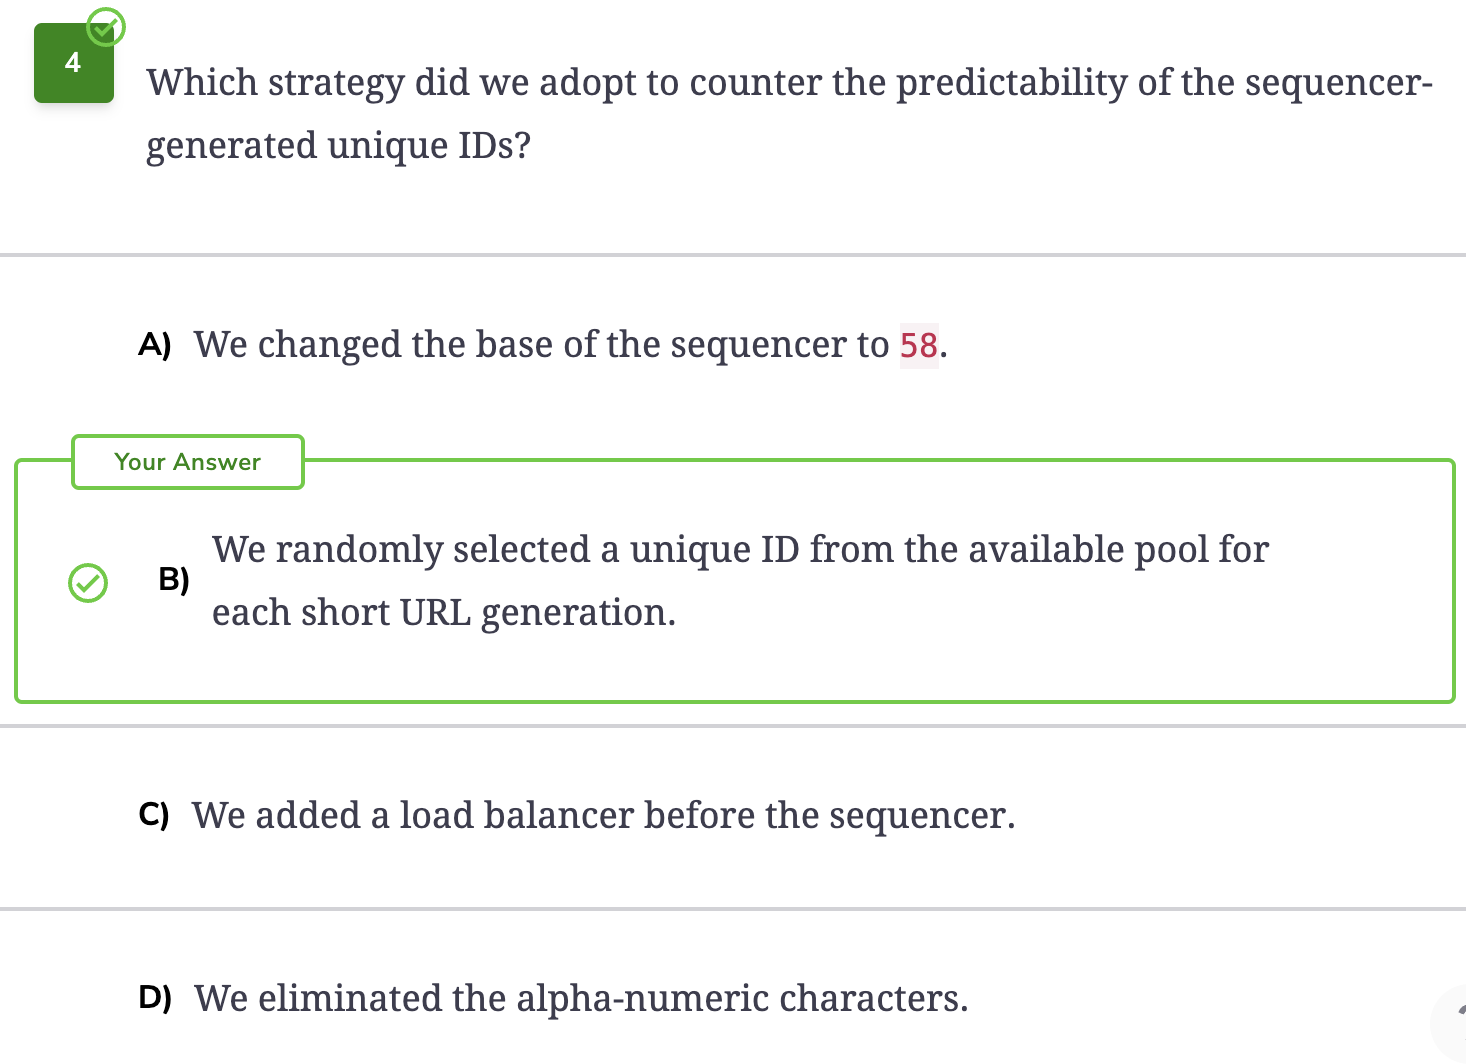 4
Which strategy did we adopt to counter the predictability of the sequencer-
generated unique IDs?
A) We changed the base of the sequencer to 58.
Your Answer
B) We randomly selected a unique ID from the available pool for
each short URL generation.
C) We added a load balancer before the sequencer.
D) We eliminated the alpha-numeric characters.